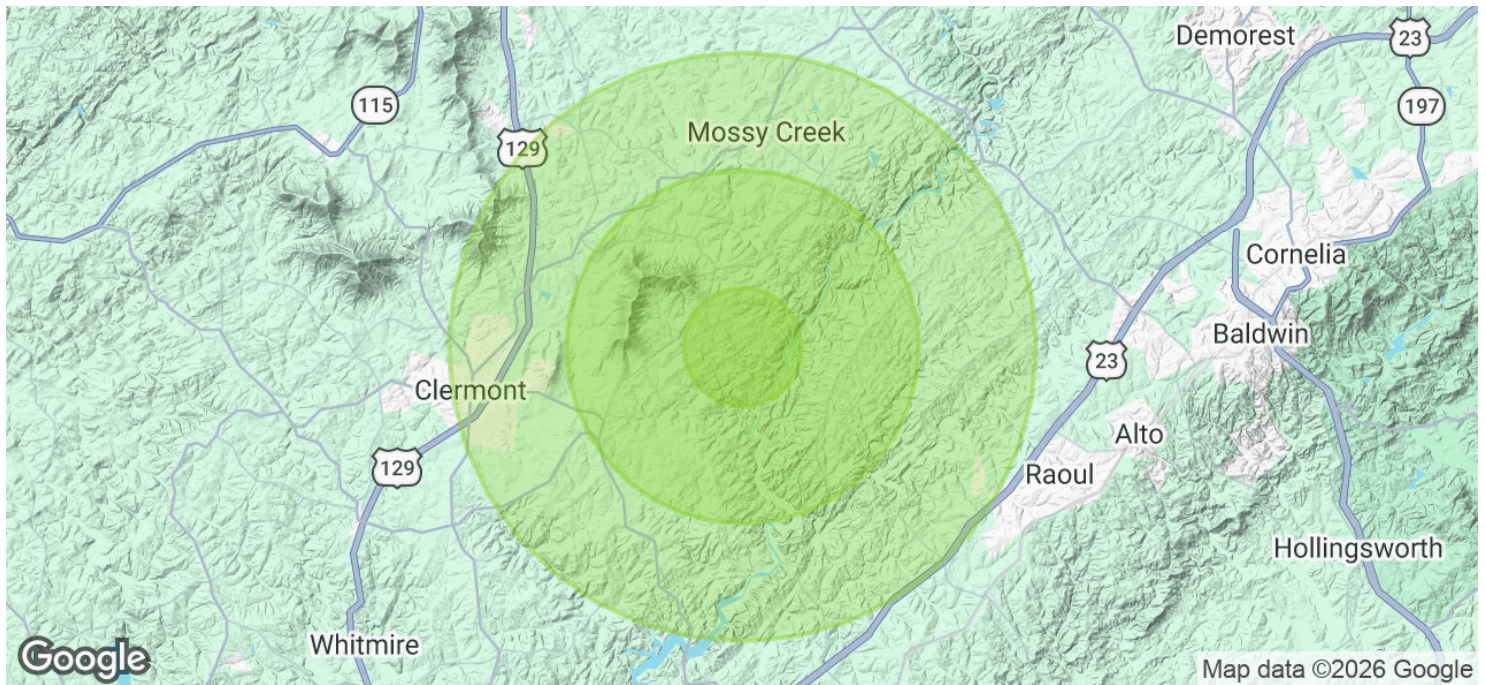 Demorest
23
115
197
Mossy Creek
129
Cornelia
Baldwin
23
Clermont
Alto
129
Raoul
Hollingsworth
Whitmire
Google
Map data ©2026 Google